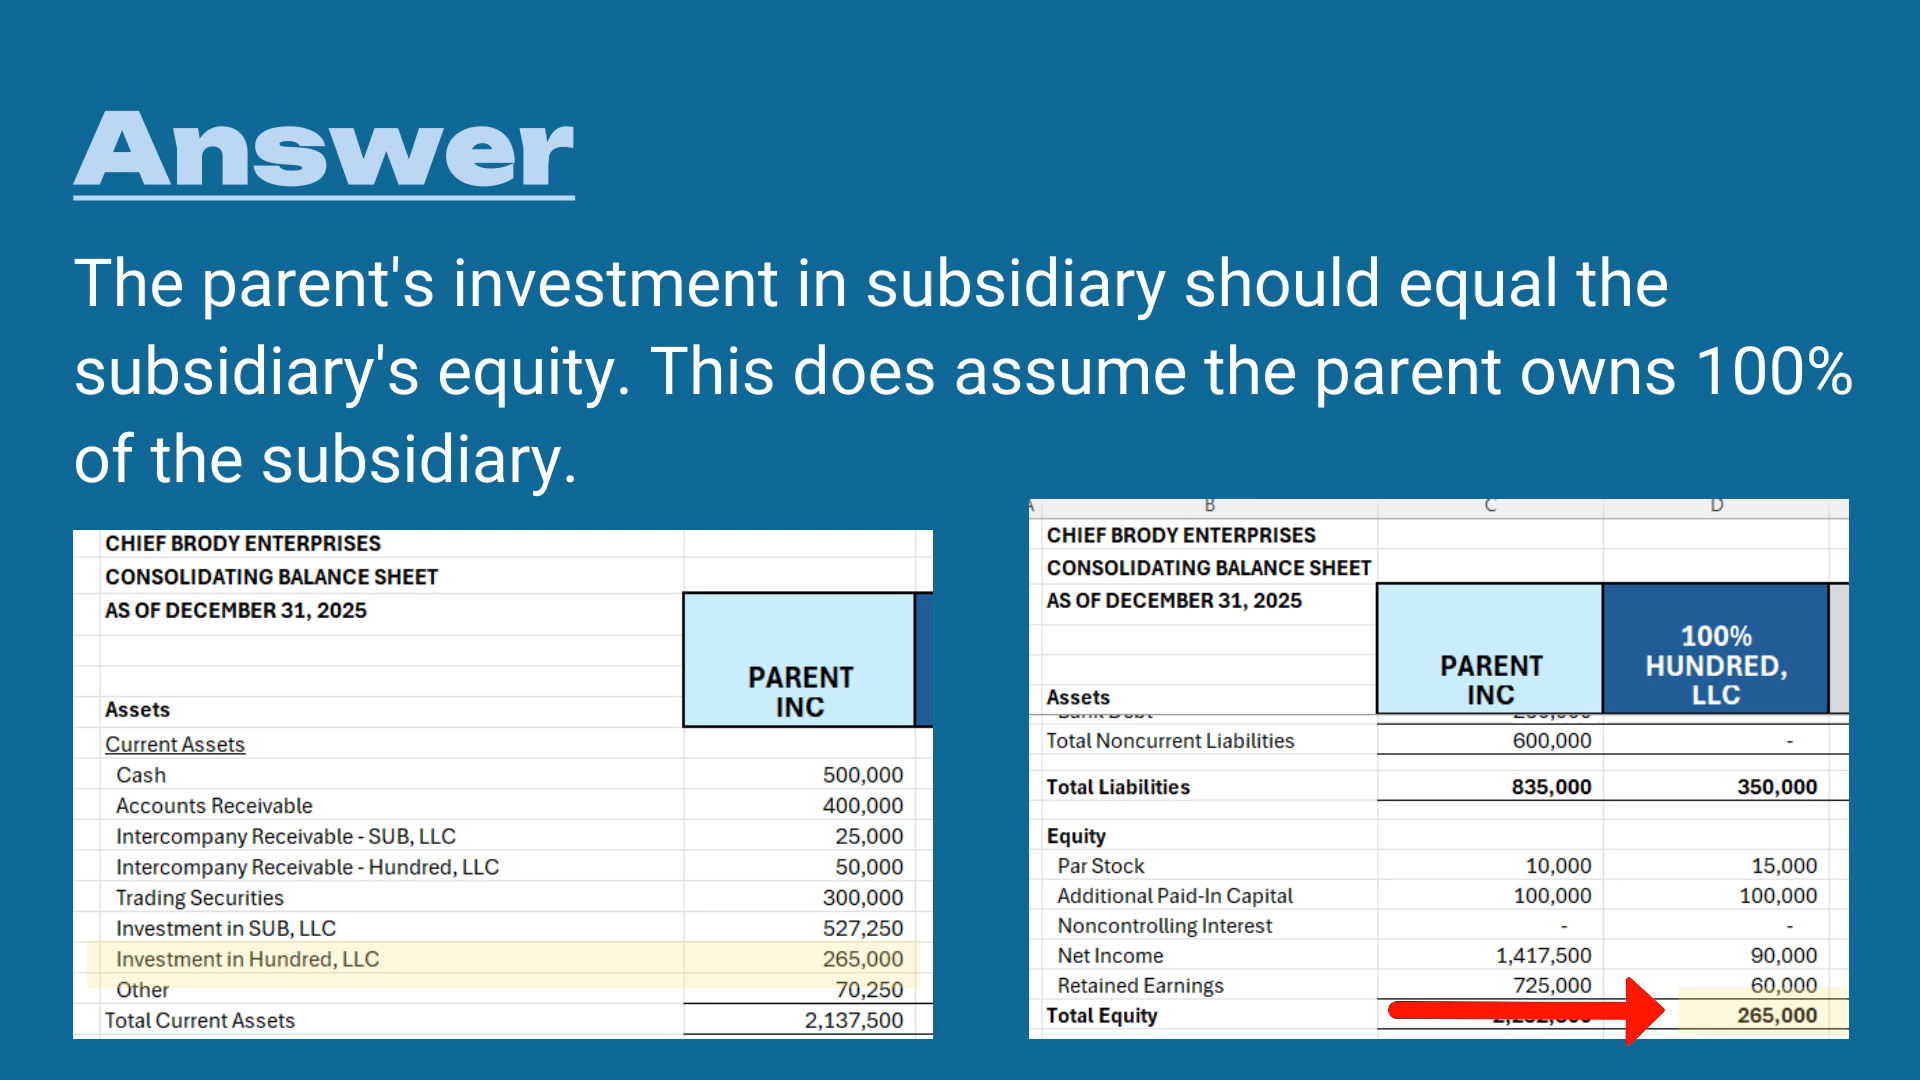 Answer
The parent's investment in subsidiary should equal the
subsidiary's equity. This does assume the parent owns 100%
of the subsidiary.
CHIEF BRODY ENTERPRISES
CONSOLIDATING BALANCE SHEET
AS OF DECEMBER 31, 2025
PARENT
INC
Assets
Current Assets
Cash 500,000
Accounts Receivable 400,000
Intercompany Receivable - SUB, LLC 25,000
Intercompany Receivable - Hundred, LLC 50,000
Trading Securities 300,000
Investment in SUB, LLC 527,250
Investment in Hundred, LLC 265,000
Other 70,250
Total Current Assets 2,137,500
B C D
CHIEF BRODY ENTERPRISES
CONSOLIDATING BALANCE SHEET
AS OF DECEMBER 31, 2025
PARENT
INC
100%
HUNDRED,
LLC
Assets
Total Noncurrent Liabilities 600,000 -
Total Liabilities 835,000 350,000
Equity
Par Stock 10,000 15,000
Additional Paid-In Capital 100,000 100,000
Noncontrolling Interest - -
Net Income 1,417,500 90,000
Retained Earnings 725,000 60,000
Total Equity 265,000